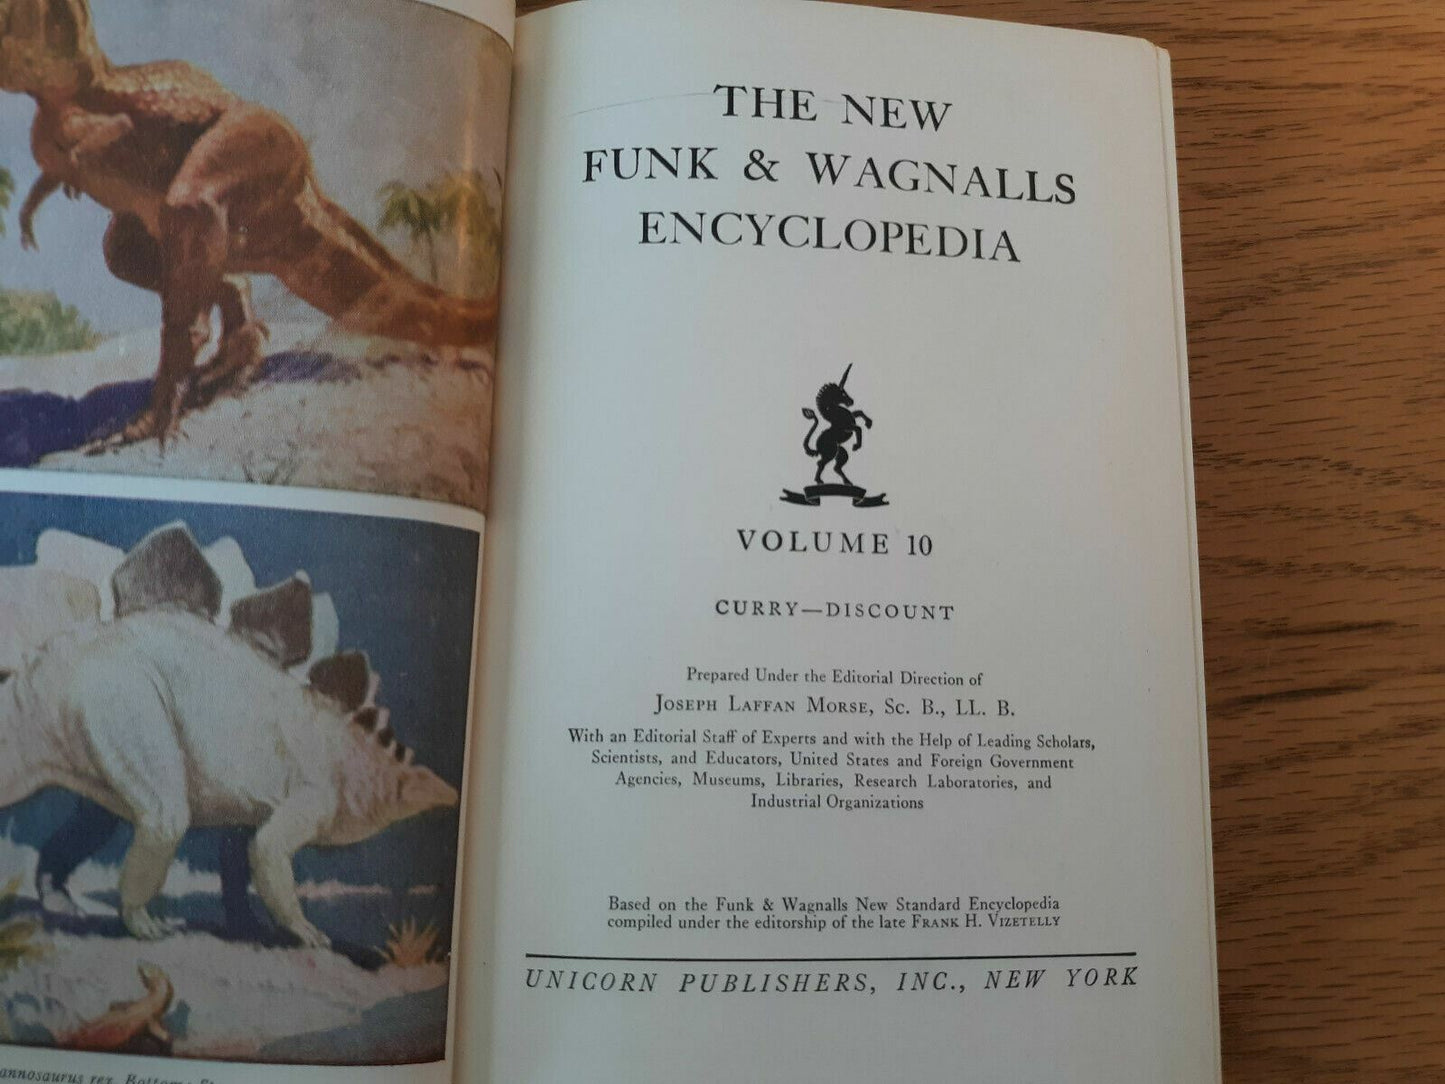 THE NEW
FUNK & WAGNALLS
ENCYCLOPEDIA
VOLUME 10
CURRY—DISCOUNT
Prepared Under the Editorial Direction of
JOSEPH LAFFAN MORSE, SC. B., LL. B.
With an Editorial Staff of Experts and with the Help of Leading Scholars,
Scientists, and Educators, United States and Foreign Government
Agencies, Museums, Libraries, Research Laboratories, and
Industrial Organizations
Based on the Funk & Wagnalls New Standard Encyclopedia
compiled under the editorship of the late FRANK H. VIZETELLY
UNICORN PUBLISHERS, INC., NEW YORK
annosaurus rex.